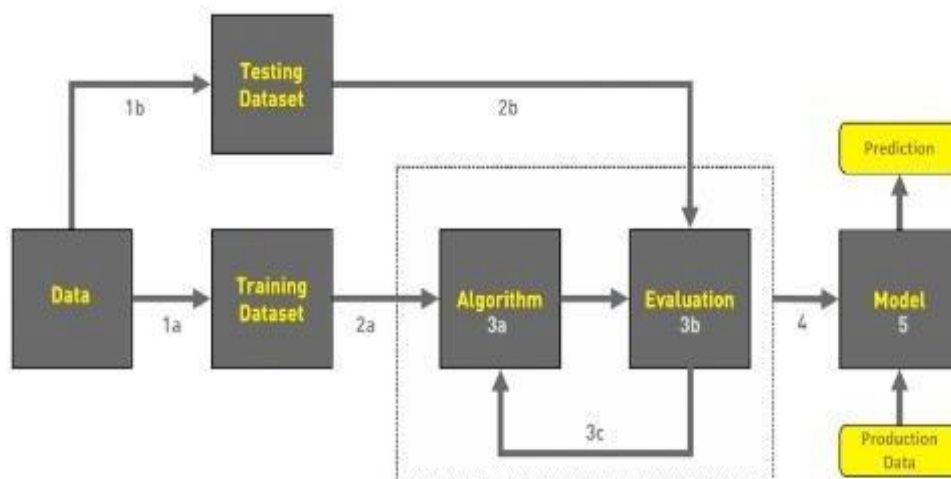 Testing
Dataset
1b
2b
Prediction
Data
1a
Training
Dataset
2a
Algorithm
3a
Evaluation
3b
4
Model
5
3c
Production
Data